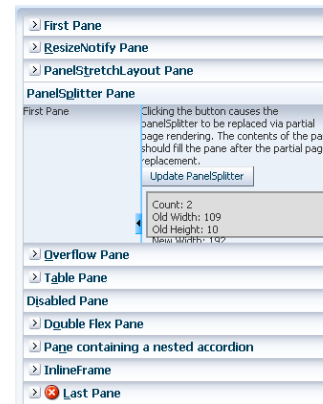 First Pane
ResizeNotify Pane
PanelStretchLayout Pane
PanelSplitter Pane
First Pane
Clicking the button causes the
panelSplitter to be replaced via partial
page rendering. The contents of the
should fill the pane after the partial
replacement.
Update PanelSplitter
Count: 2
Old Width: 109
Old Height: 10
New Width: 192
Overflow Pane
Table Pane
Disabled Pane
Double Flex Pane
Pane containing a nested accordion
InlineFrame
Last Pane